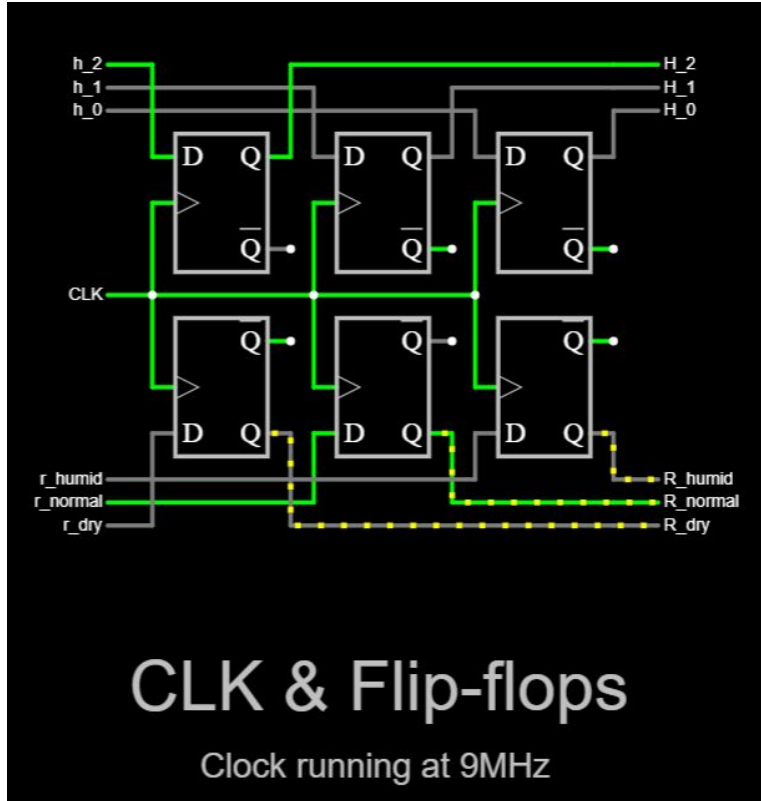 h_2 H_2
h_1 H_1
h_0 H_0
D Q D Q D Q
Q Q Q
CLK
Q Q Q
D Q D Q D Q
r_humid R_humid
r_normal R_normal
r_dry R_dry
CLK & Flip-flops
Clock running at 9MHz